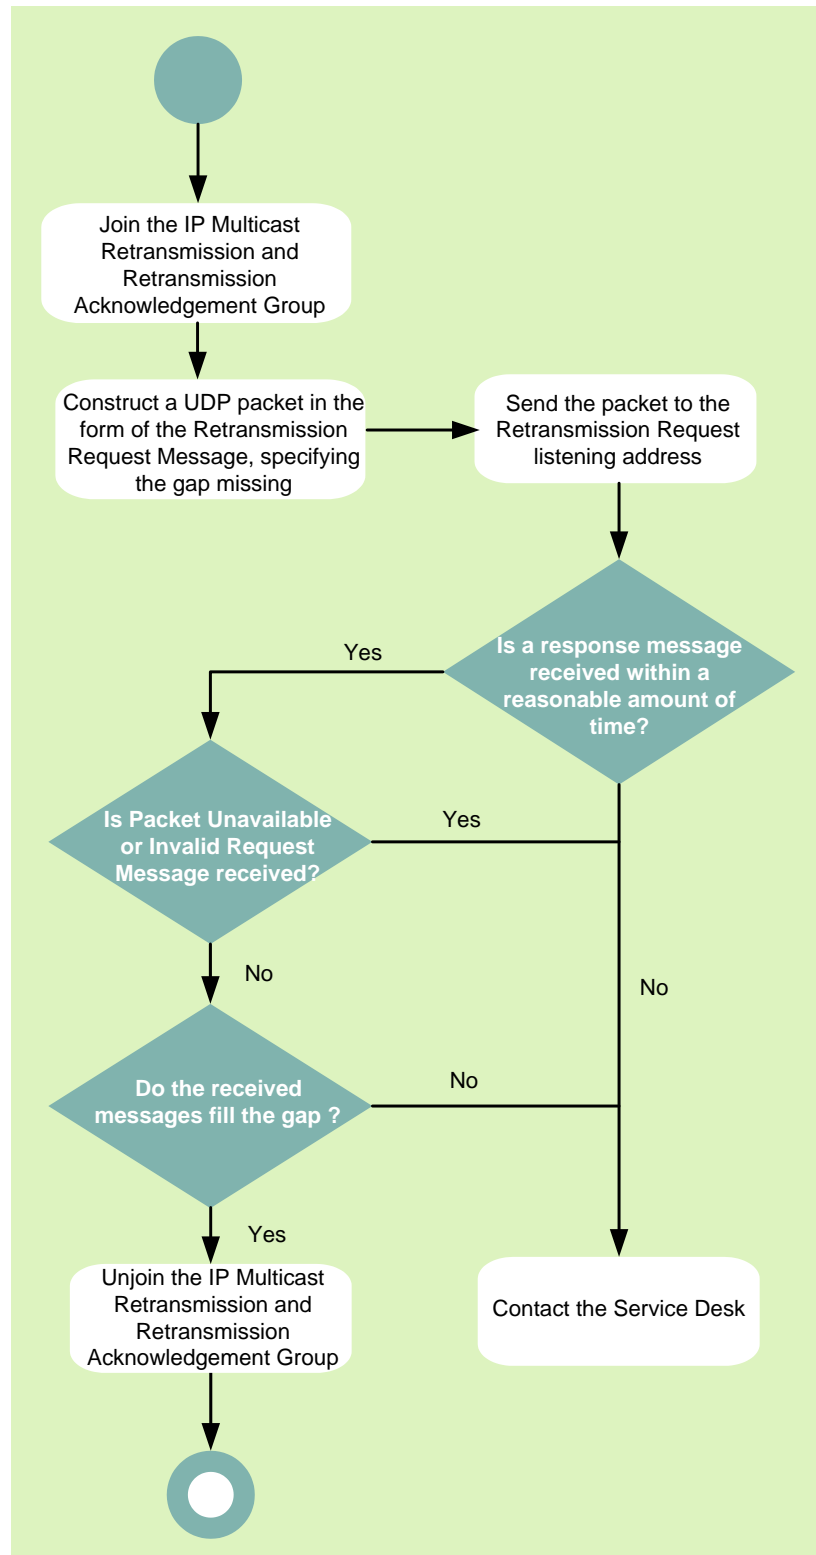 Join the IP Multicast
Retransmission and
Retransmission
Acknowledgement Group
Construct a UDP packet in the
form of the Retransmission
Request Message, specifying
the gap missing
Send the packet to the
Retransmission Request
listening address
Is a response message
received within a
reasonable amount of
time?
Yes
Is Packet Unavailable
or Invalid Request
Message received?
Yes
No
No
Do the received
messages fill the gap ?
No
Yes
Unjoin the IP Multicast
Retransmission and
Retransmission
Acknowledgement Group
Contact the Service Desk